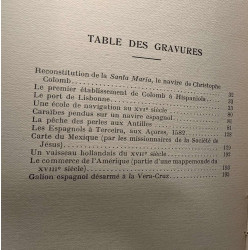 TABLE DES GRAVURES
Reconstitution de la Santa Maria, le navire de Christophe
Colomb
Le premier établissement de Colomb à Hispaniola
Le port de Lisbonne
Une école de navigation au XVIe siècle
Caraïbes pendus sur un navire espagnol
La pêche des perles aux Antilles
Les Espagnols à Terceira, aux Açores, 1582
Carte du Mexique (par les missionnaires de la Société de
Jésus)
Un vaisseau hollandais du XVIIe siècle
Le commerce de l'Amérique (partie d'une mappemonde du
XVIIIe siècle)
Galion espagnol désarmé à la Vera-Cruz